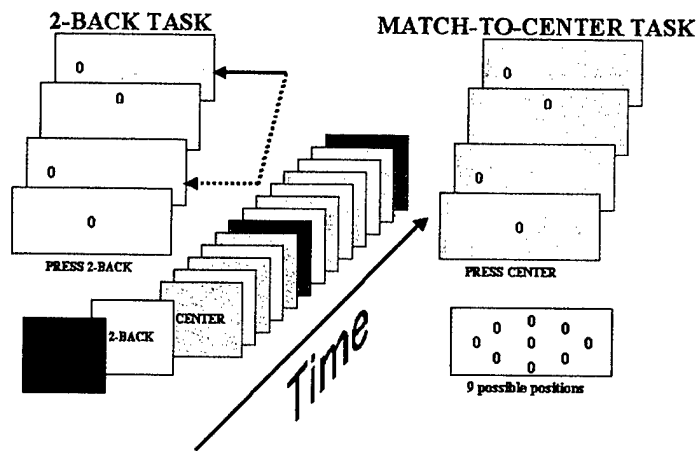 2-BACK TASK
0
0
0
0
PRESS 2-BACK
2-BACK
CENTER
Time
MATCH-TO-CENTER TASK
0
0
0
0
PRESS CENTER
0
0 0
0 0 0
0 0
0
9 possible positions